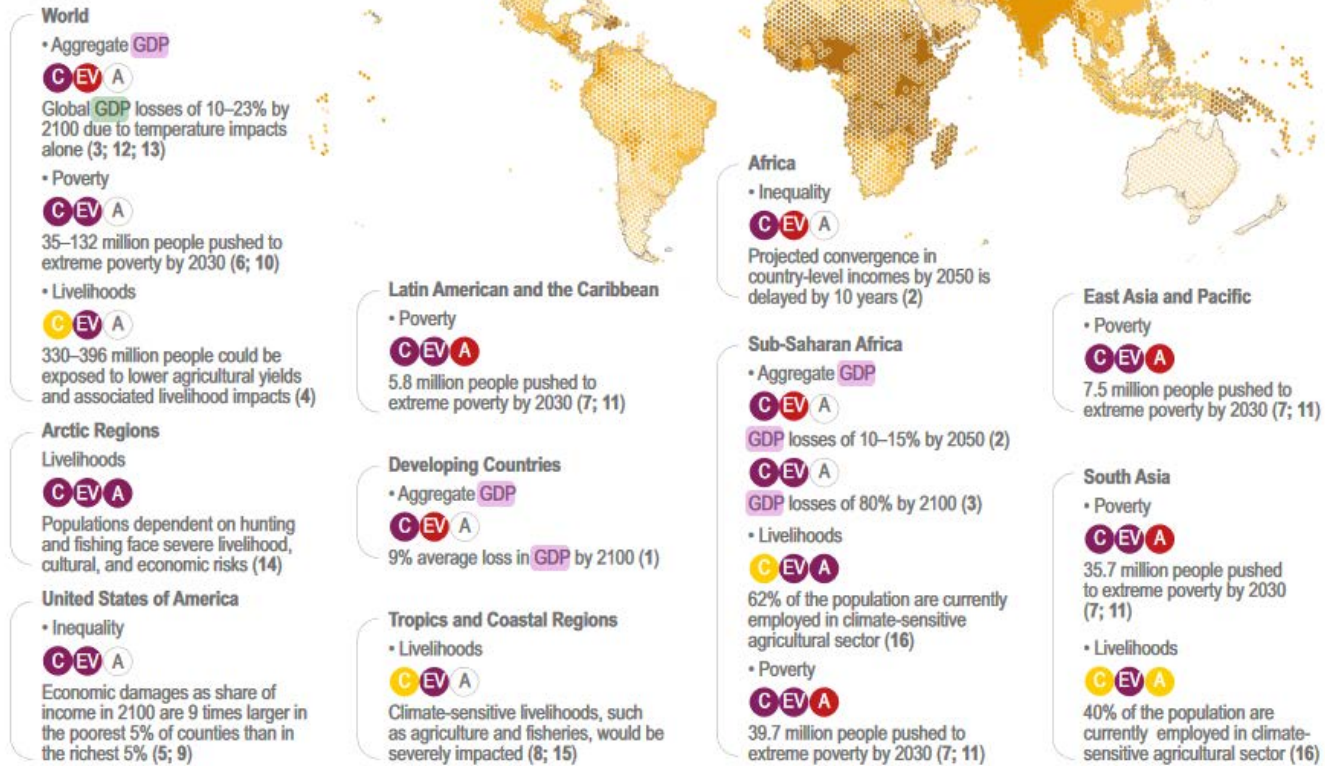 World
• Aggregate GDP
C EV A
Global GDP losses of 10–23% by
2100 due to temperature impacts
alone (3; 12; 13)
• Poverty
C EV A
35–132 million people pushed to
extreme poverty by 2030 (6; 10)
• Livelihoods
C EV A
330–396 million people could be
exposed to lower agricultural yields
and associated livelihood impacts (4)
Arctic Regions
Livelihoods
C EV A
Populations dependent on hunting
and fishing face severe livelihood,
cultural, and economic risks (14)
United States of America
• Inequality
C EV A
Economic damages as share of
income in 2100 are 9 times larger in
the poorest 5% of counties than in
the richest 5% (5; 9)
Latin American and the Caribbean
• Poverty
C EV A
5.8 million people pushed to
extreme poverty by 2030 (7; 11)
Developing Countries
• Aggregate GDP
C EV A
9% average loss in GDP by 2100 (1)
Tropics and Coastal Regions
• Livelihoods
C EV A
Climate-sensitive livelihoods, such
as agriculture and fisheries, would be
severely impacted (8; 15)
Africa
• Inequality
C EV A
Projected convergence in
country-level incomes by 2050 is
delayed by 10 years (2)
Sub-Saharan Africa
• Aggregate GDP
C EV A
GDP losses of 10–15% by 2050 (2)
C EV A
GDP losses of 80% by 2100 (3)
• Livelihoods
C EV A
62% of the population are currently
employed in climate-sensitive
agricultural sector (16)
• Poverty
C EV A
39.7 million people pushed to
extreme poverty by 2030 (7; 11)
East Asia and Pacific
• Poverty
C EV A
7.5 million people pushed to
extreme poverty by 2030 (7; 11)
South Asia
• Poverty
C EV A
35.7 million people pushed
to extreme poverty by 2030
(7; 11)
• Livelihoods
C EV A
40% of the population are
currently employed in climate-
sensitive agricultural sector (16)